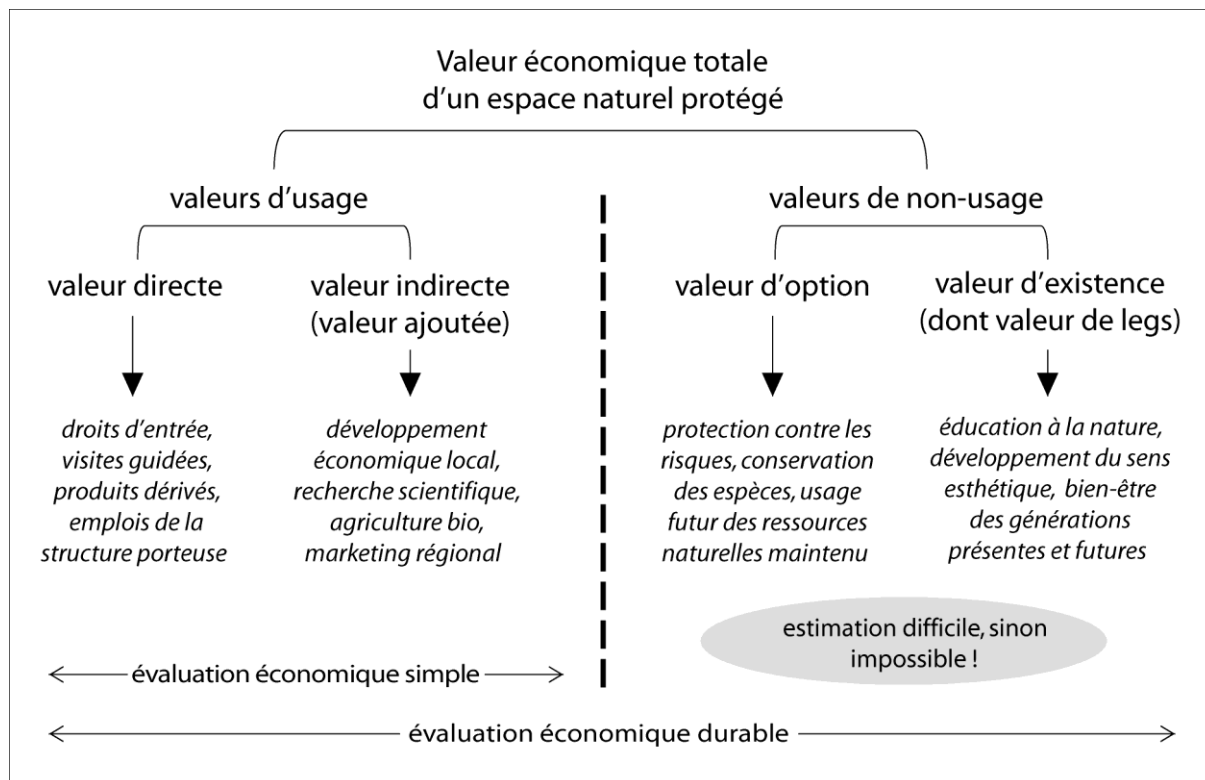 Valeur économique totale
d'un espace naturel protégé
valeurs d'usage
valeurs de non-usage
valeur directe
valeur indirecte
(valeur ajoutée)
valeur d'option
valeur d'existence
(dont valeur de legs)
droits d'entrée,
visites guidées,
produits dérivés,
emplois de la
structure porteuse
développement
économique local,
recherche scientifique,
agriculture bio,
marketing régional
protection contre les
risques, conservation
des espèces, usage
futur des ressources
naturelles maintenu
éducation à la nature,
développement du sens
esthétique, bien-être
des générations
présentes et futures
estimation difficile, sinon
impossible !
évaluation économique simple
évaluation économique durable